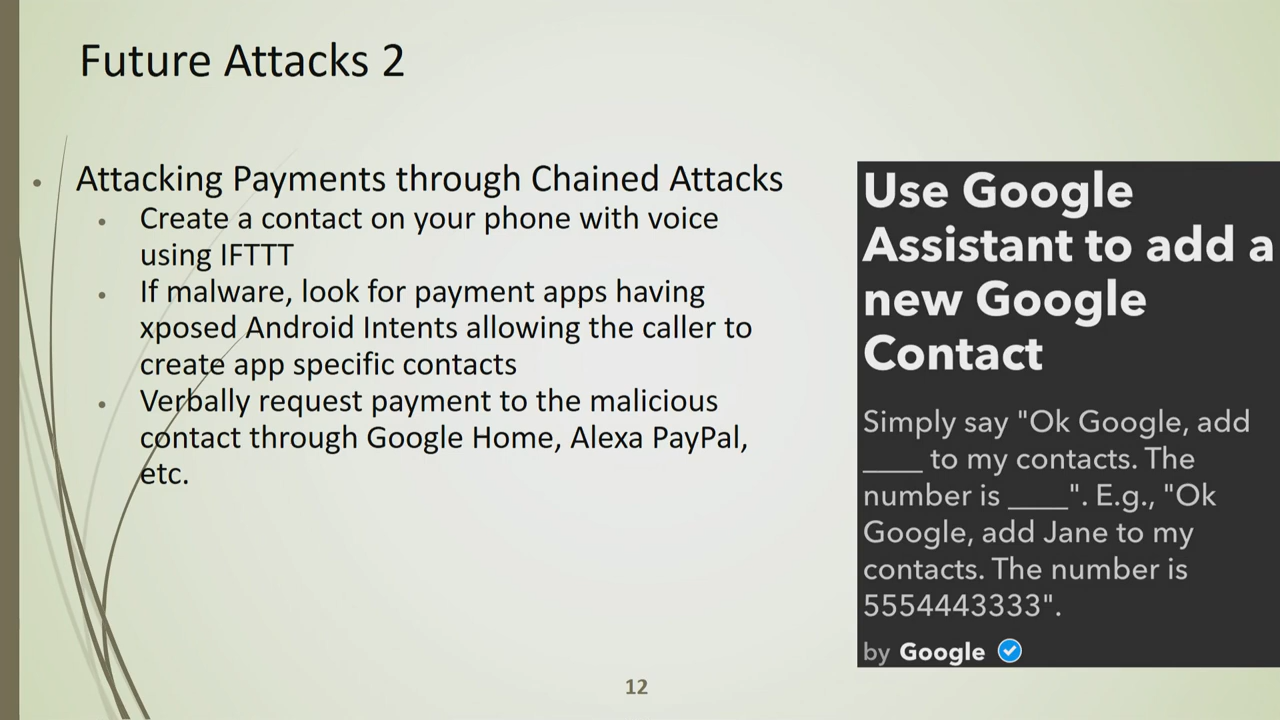 Future Attacks 2
• Attacking Payments through Chained Attacks
• Create a contact on your phone with voice
using IFTTT
• If malware, look for payment apps having
xposed Android Intents allowing the caller to
create app specific contacts
• Verbally request payment to the malicious
contact through Google Home, Alexa PayPal,
etc.
Use Google
Assistant to add a
new Google
Contact
Simply say "Ok Google, add
____ to my contacts. The
number is ____". E.g., "Ok
Google, add Jane to my
contacts. The number is
5554443333".
by Google
12